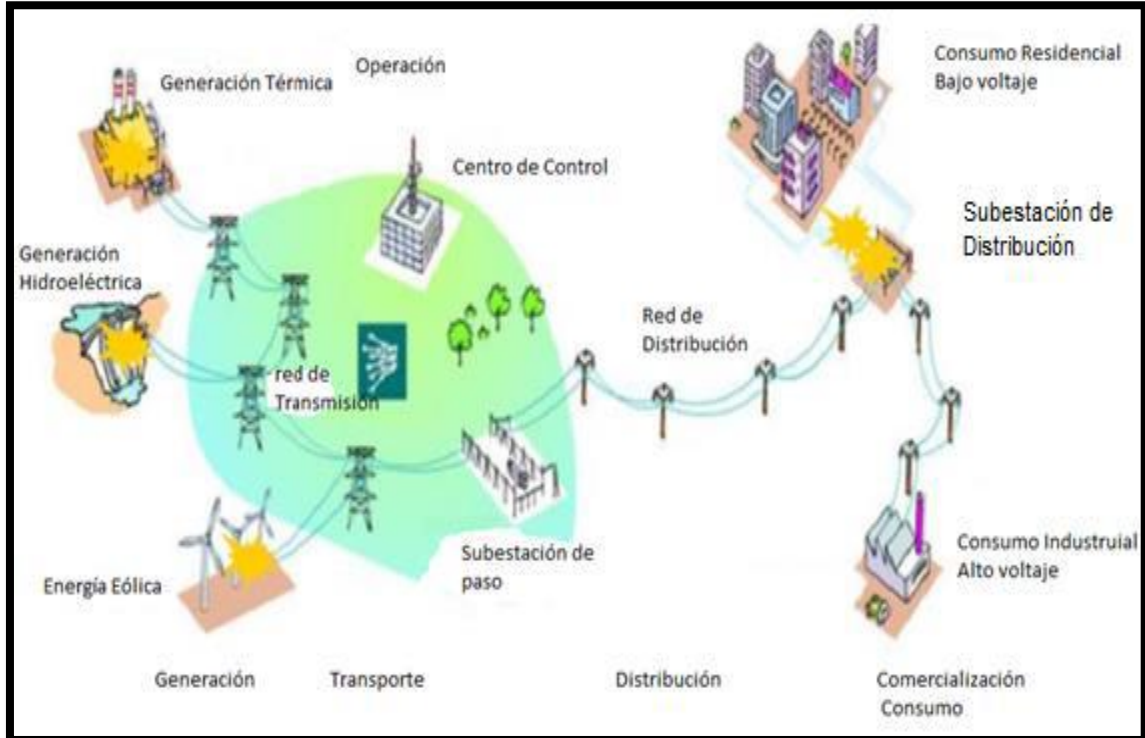 Operación
Generación Térmica
Consumo Residencial
Bajo voltaje
Centro de Control
Subestación de
Distribución
Generación
Hidroeléctrica
Red de
Distribución
red de
Transmisión
Subestación de
paso
Consumo Industruial
Alto voltaje
Energía Eólica
Generación
Transporte
Distribución
Comercialización
Consumo